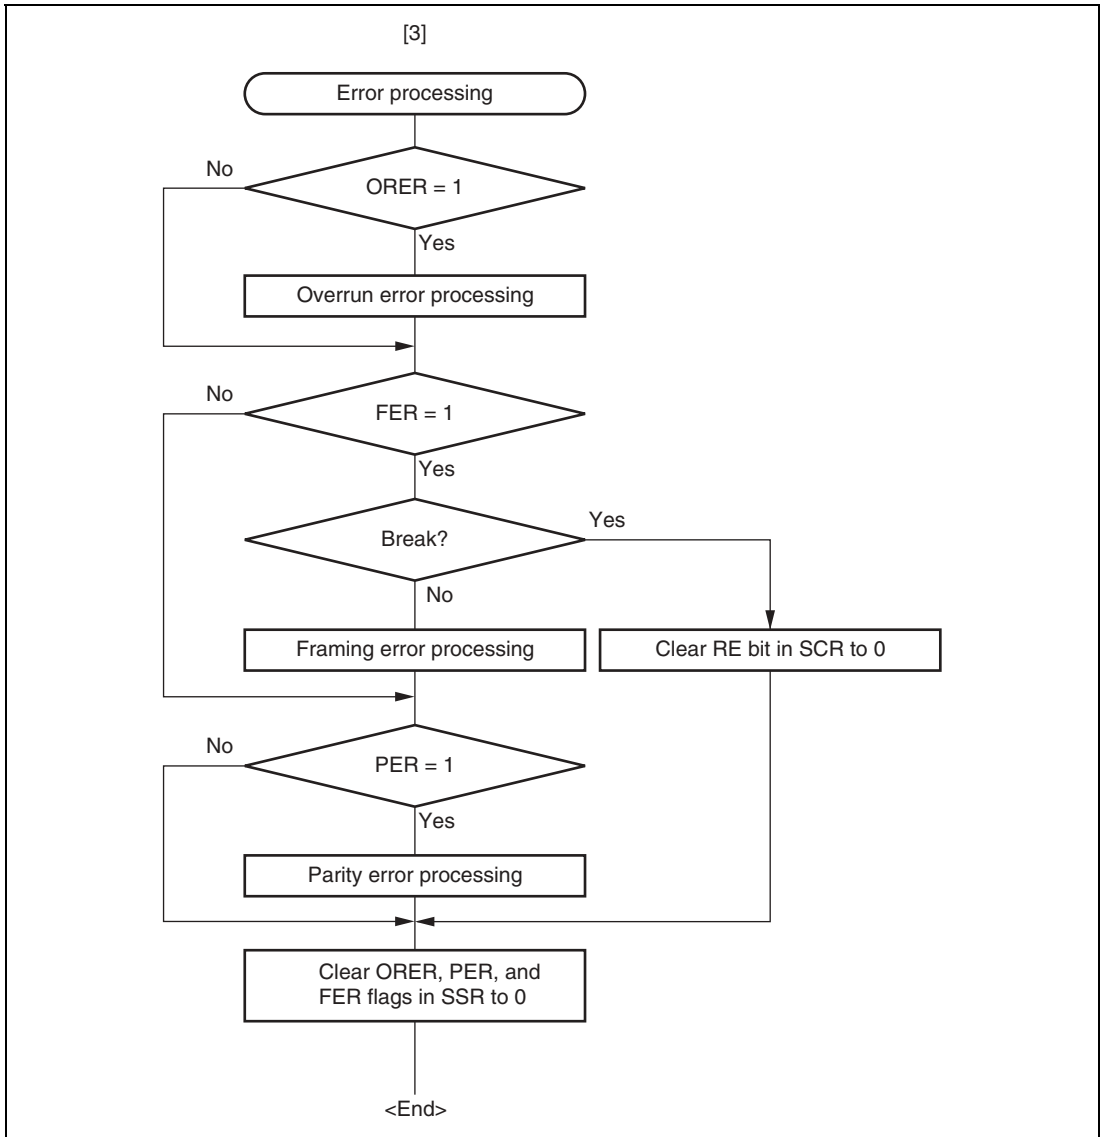 [3]
Error processing
No
ORER = 1
Yes
Overrun error processing
No
FER = 1
Yes
Break?
Yes
No
Framing error processing
Clear RE bit in SCR to 0
No
PER = 1
Yes
Parity error processing
Clear ORER, PER, and
FER flags in SSR to 0
<End>